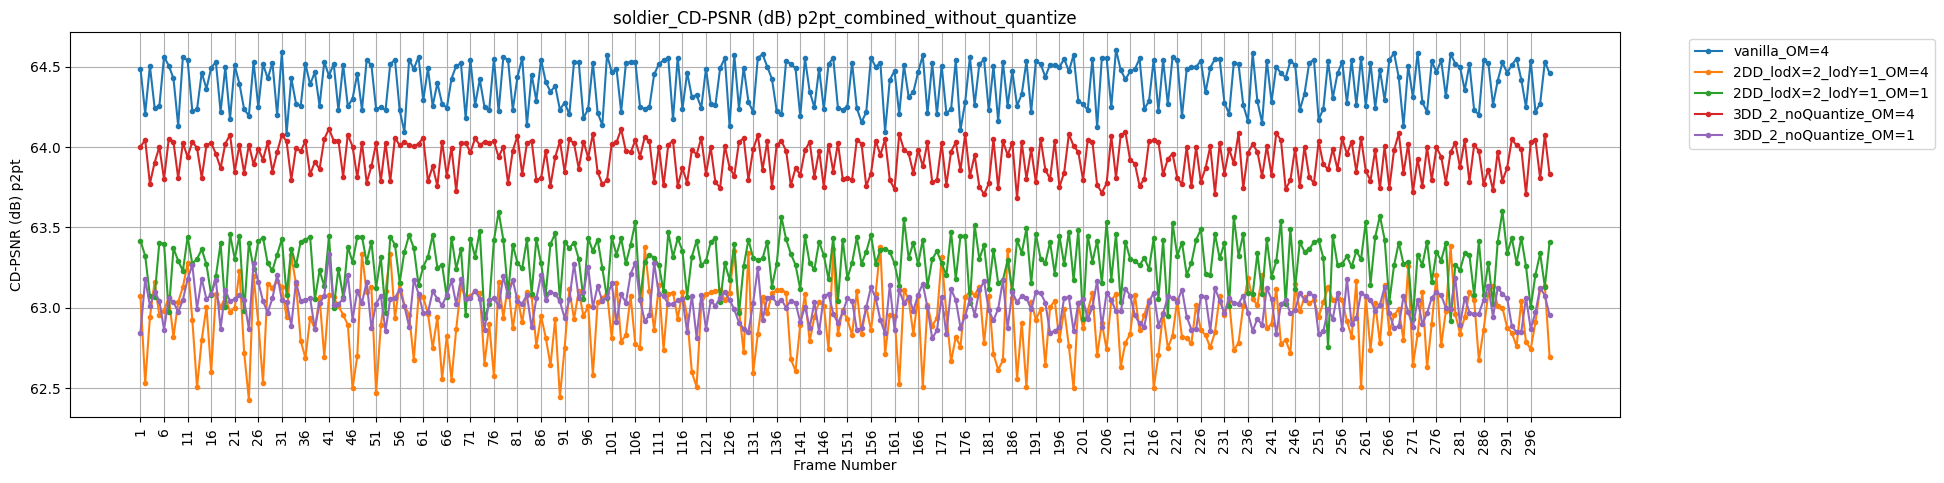 soldier_CD-PSNR (dB) p2pt_combined_without_quantize
vanilla_OM=4
2DD_lodX=2_lodY=1_OM=4
2DD_lodX=2_lodY=1_OM=1
3DD_2_noQuantize_OM=4
3DD_2_noQuantize_OM=1
CD-PSNR (dB) p2pt
64.5
64.0
63.5
63.0
62.5
1 6 11 16 21 26 31 36 41 46 51 56 61 66 71 76 81 86 91 96 101 106 111 116 121 126 131 136 141 146 151 156 161 166 171 176 181 186 191 196 201 206 211 216 221 226 231 236 241 246 251 256 261 266 271 276 281 286 291 296
Frame Number